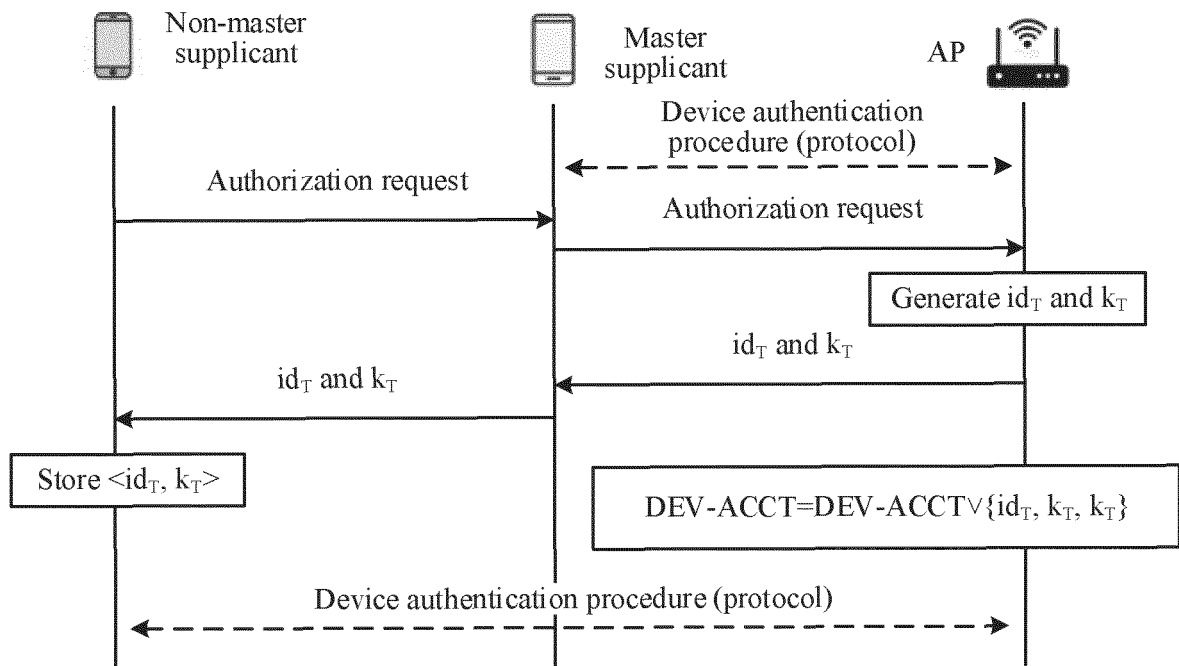 Non-master
supplicant
Master
supplicant
AP
Device authentication
procedure (protocol)
Authorization request
Authorization request
Generate id_T and k_T
id_T and k_T
id_T and k_T
Store <id_T, k_T>
DEV-ACCT=DEV-ACCT∨{id_T, k_T, k_T}
Device authentication procedure (protocol)